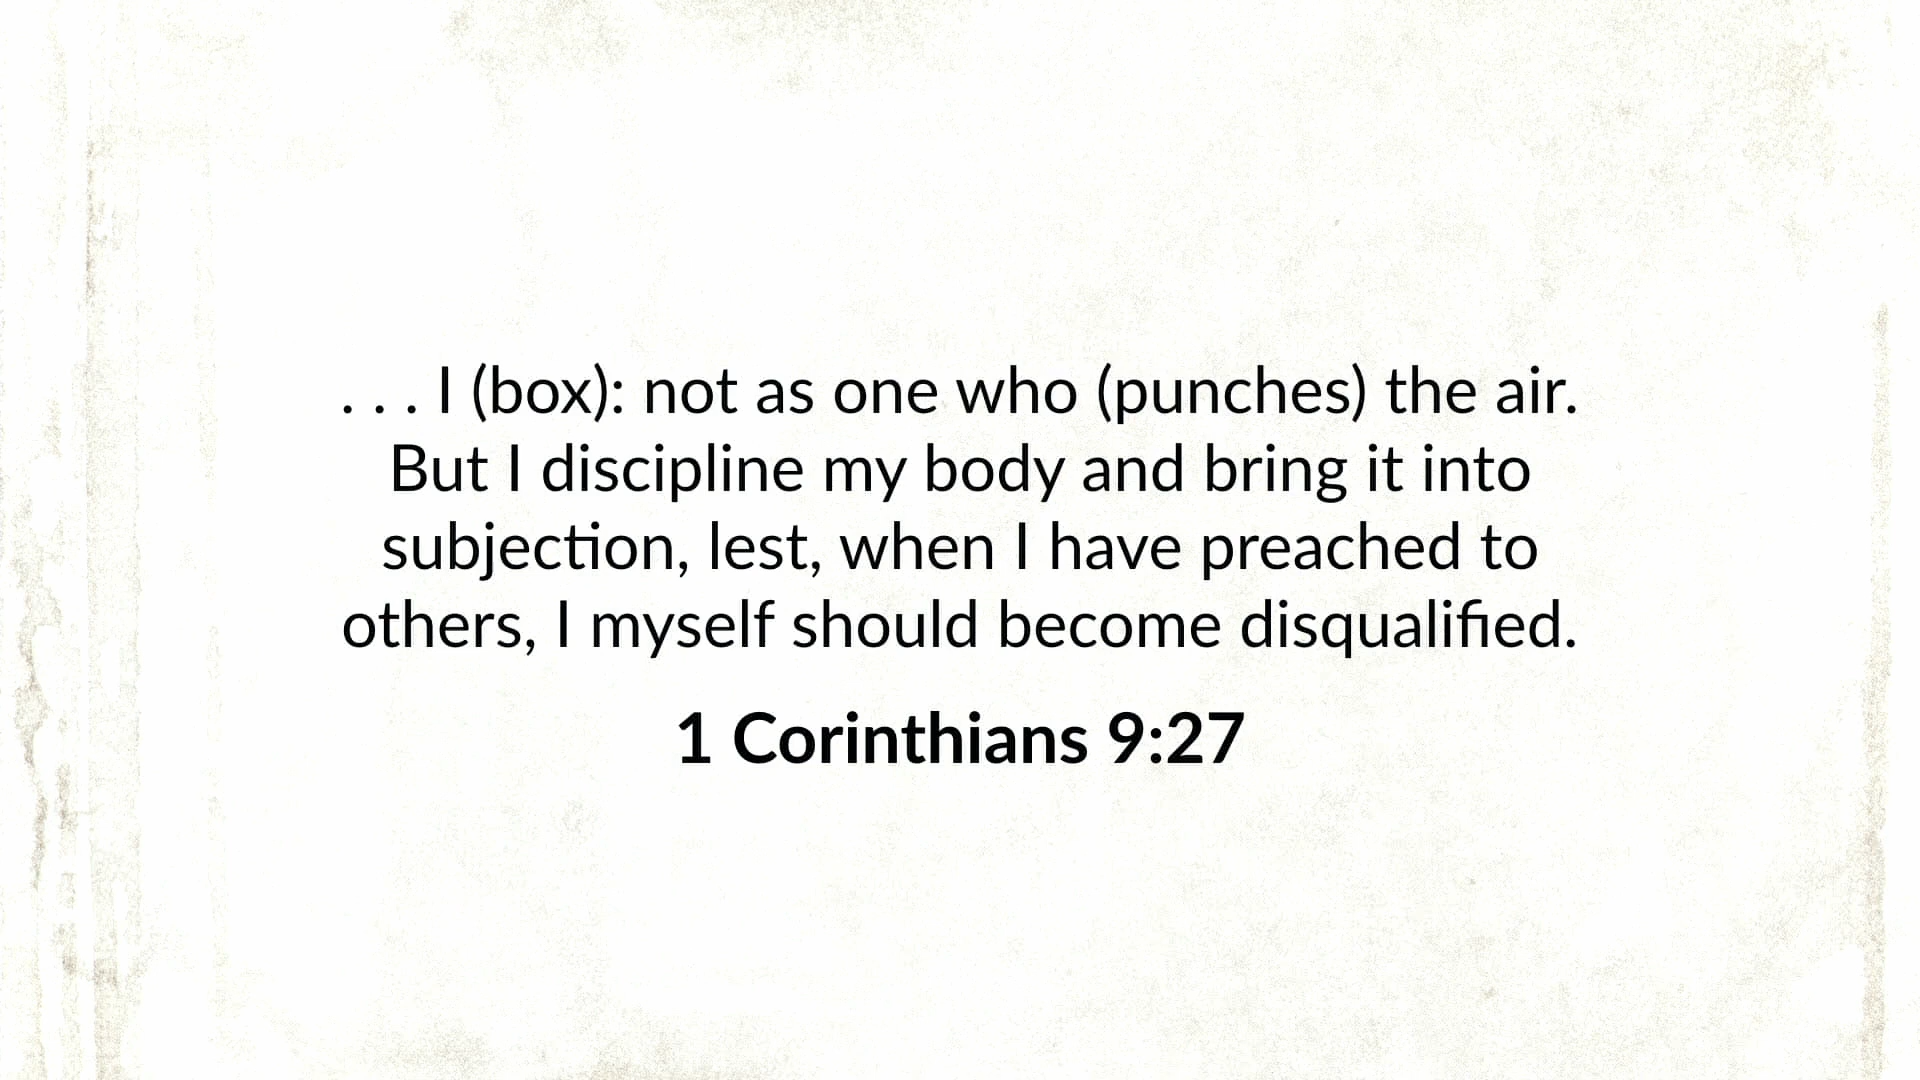 . . . I (box): not as one who (punches) the air.
But I discipline my body and bring it into
subjection, lest, when I have preached to
others, I myself should become disqualified.
1 Corinthians 9:27